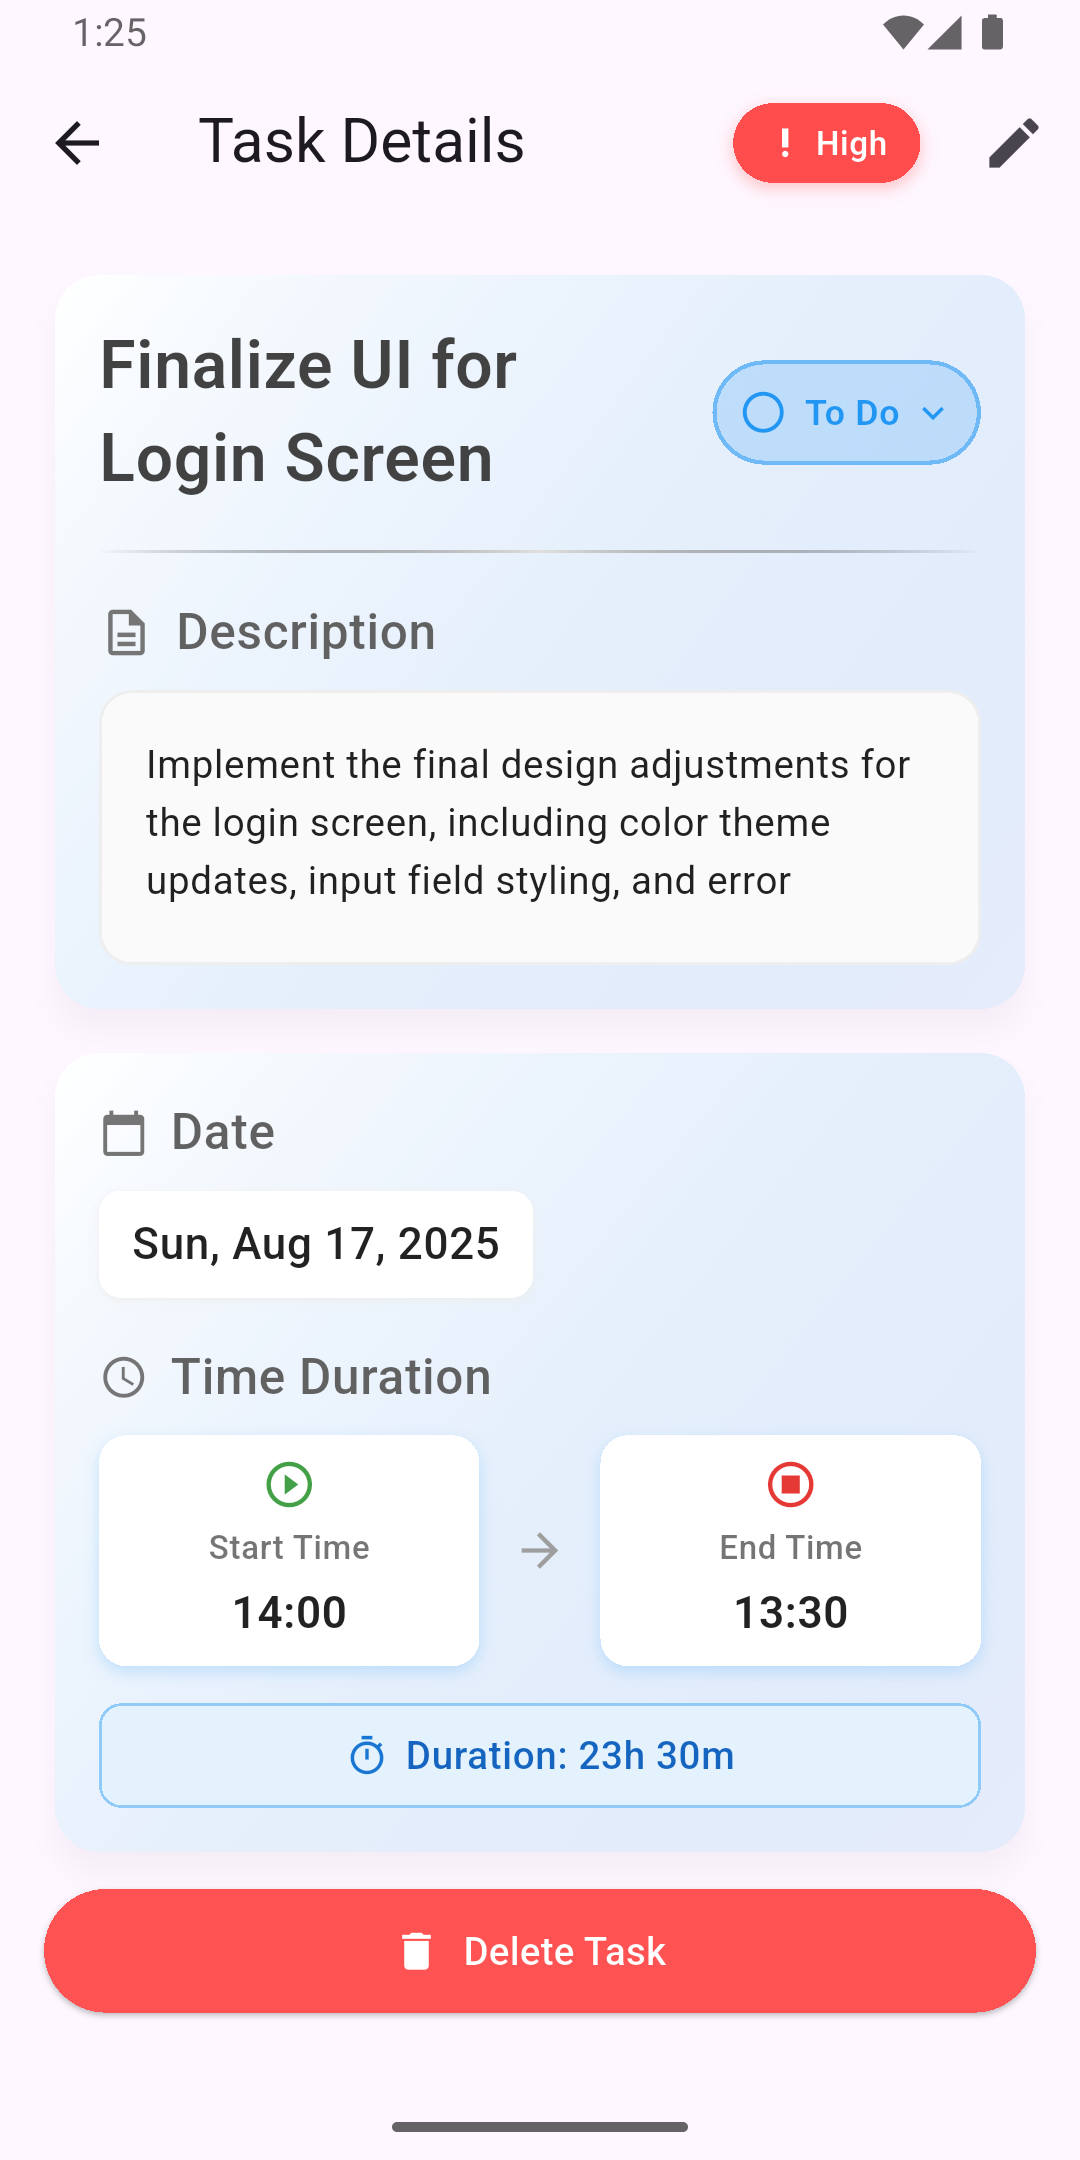 1:25
Task Details
! High
Finalize UI for
Login Screen
To Do
Description
Implement the final design adjustments for
the login screen, including color theme
updates, input field styling, and error
Date
Sun, Aug 17, 2025
Time Duration
Start Time
14:00
End Time
13:30
Duration: 23h 30m
Delete Task